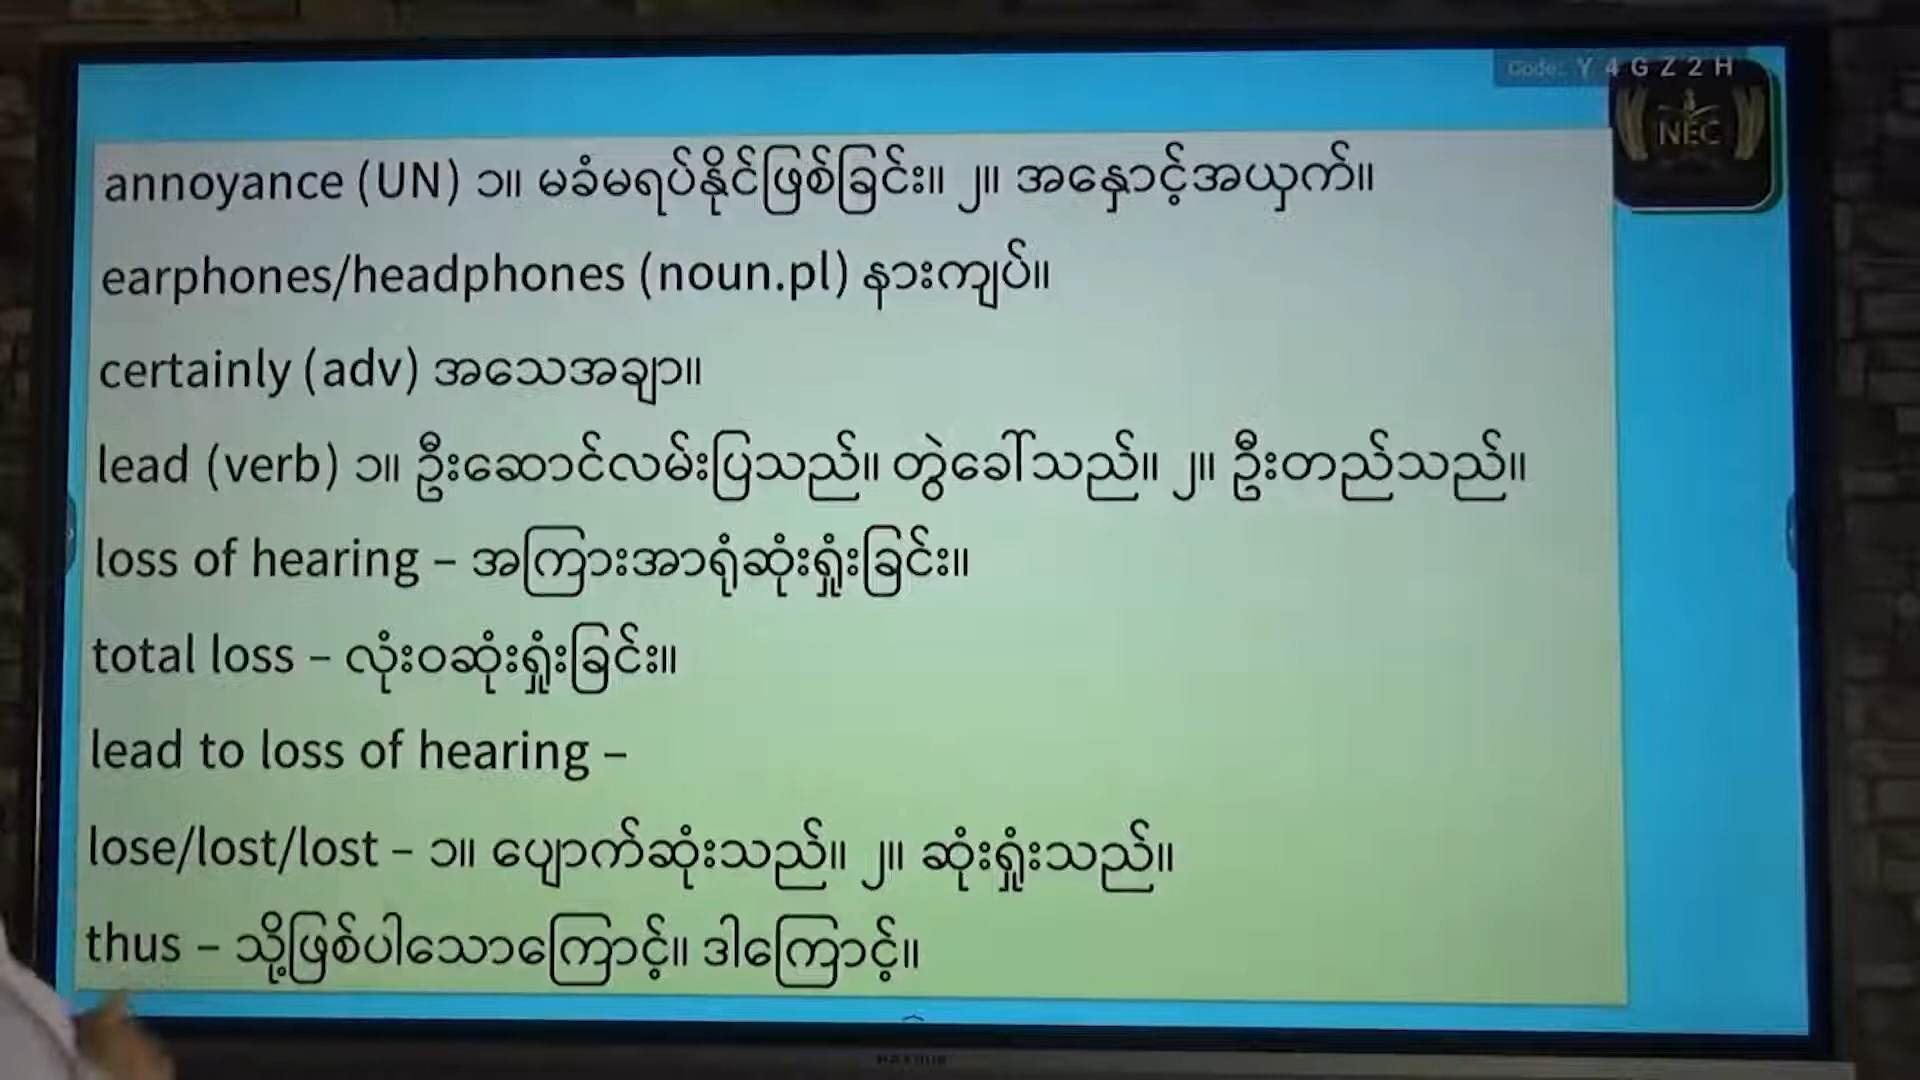 Code: Y 4 G Z 2 H
NEC
annoyance (UN) ၁။ မခံမရပ်နိုင်ဖြစ်ခြင်း။ ၂။ အနှောင့်အယှက်။
earphones/headphones (noun.pl) နားကျပ်။
certainly (adv) အသေအချာ။
lead (verb) ၁။ ဦးဆောင်လမ်းပြသည်။ တွဲခေါ်သည်။ ၂။ ဦးတည်သည်။
loss of hearing – အကြားအာရုံဆုံးရှုံးခြင်း။
total loss – လုံးဝဆုံးရှုံးခြင်း။
lead to loss of hearing –
lose/lost/lost – ၁။ ပျောက်ဆုံးသည်။ ၂။ ဆုံးရှုံးသည်။
thus – သို့ဖြစ်ပါသောကြောင့်။ ဒါကြောင့်။